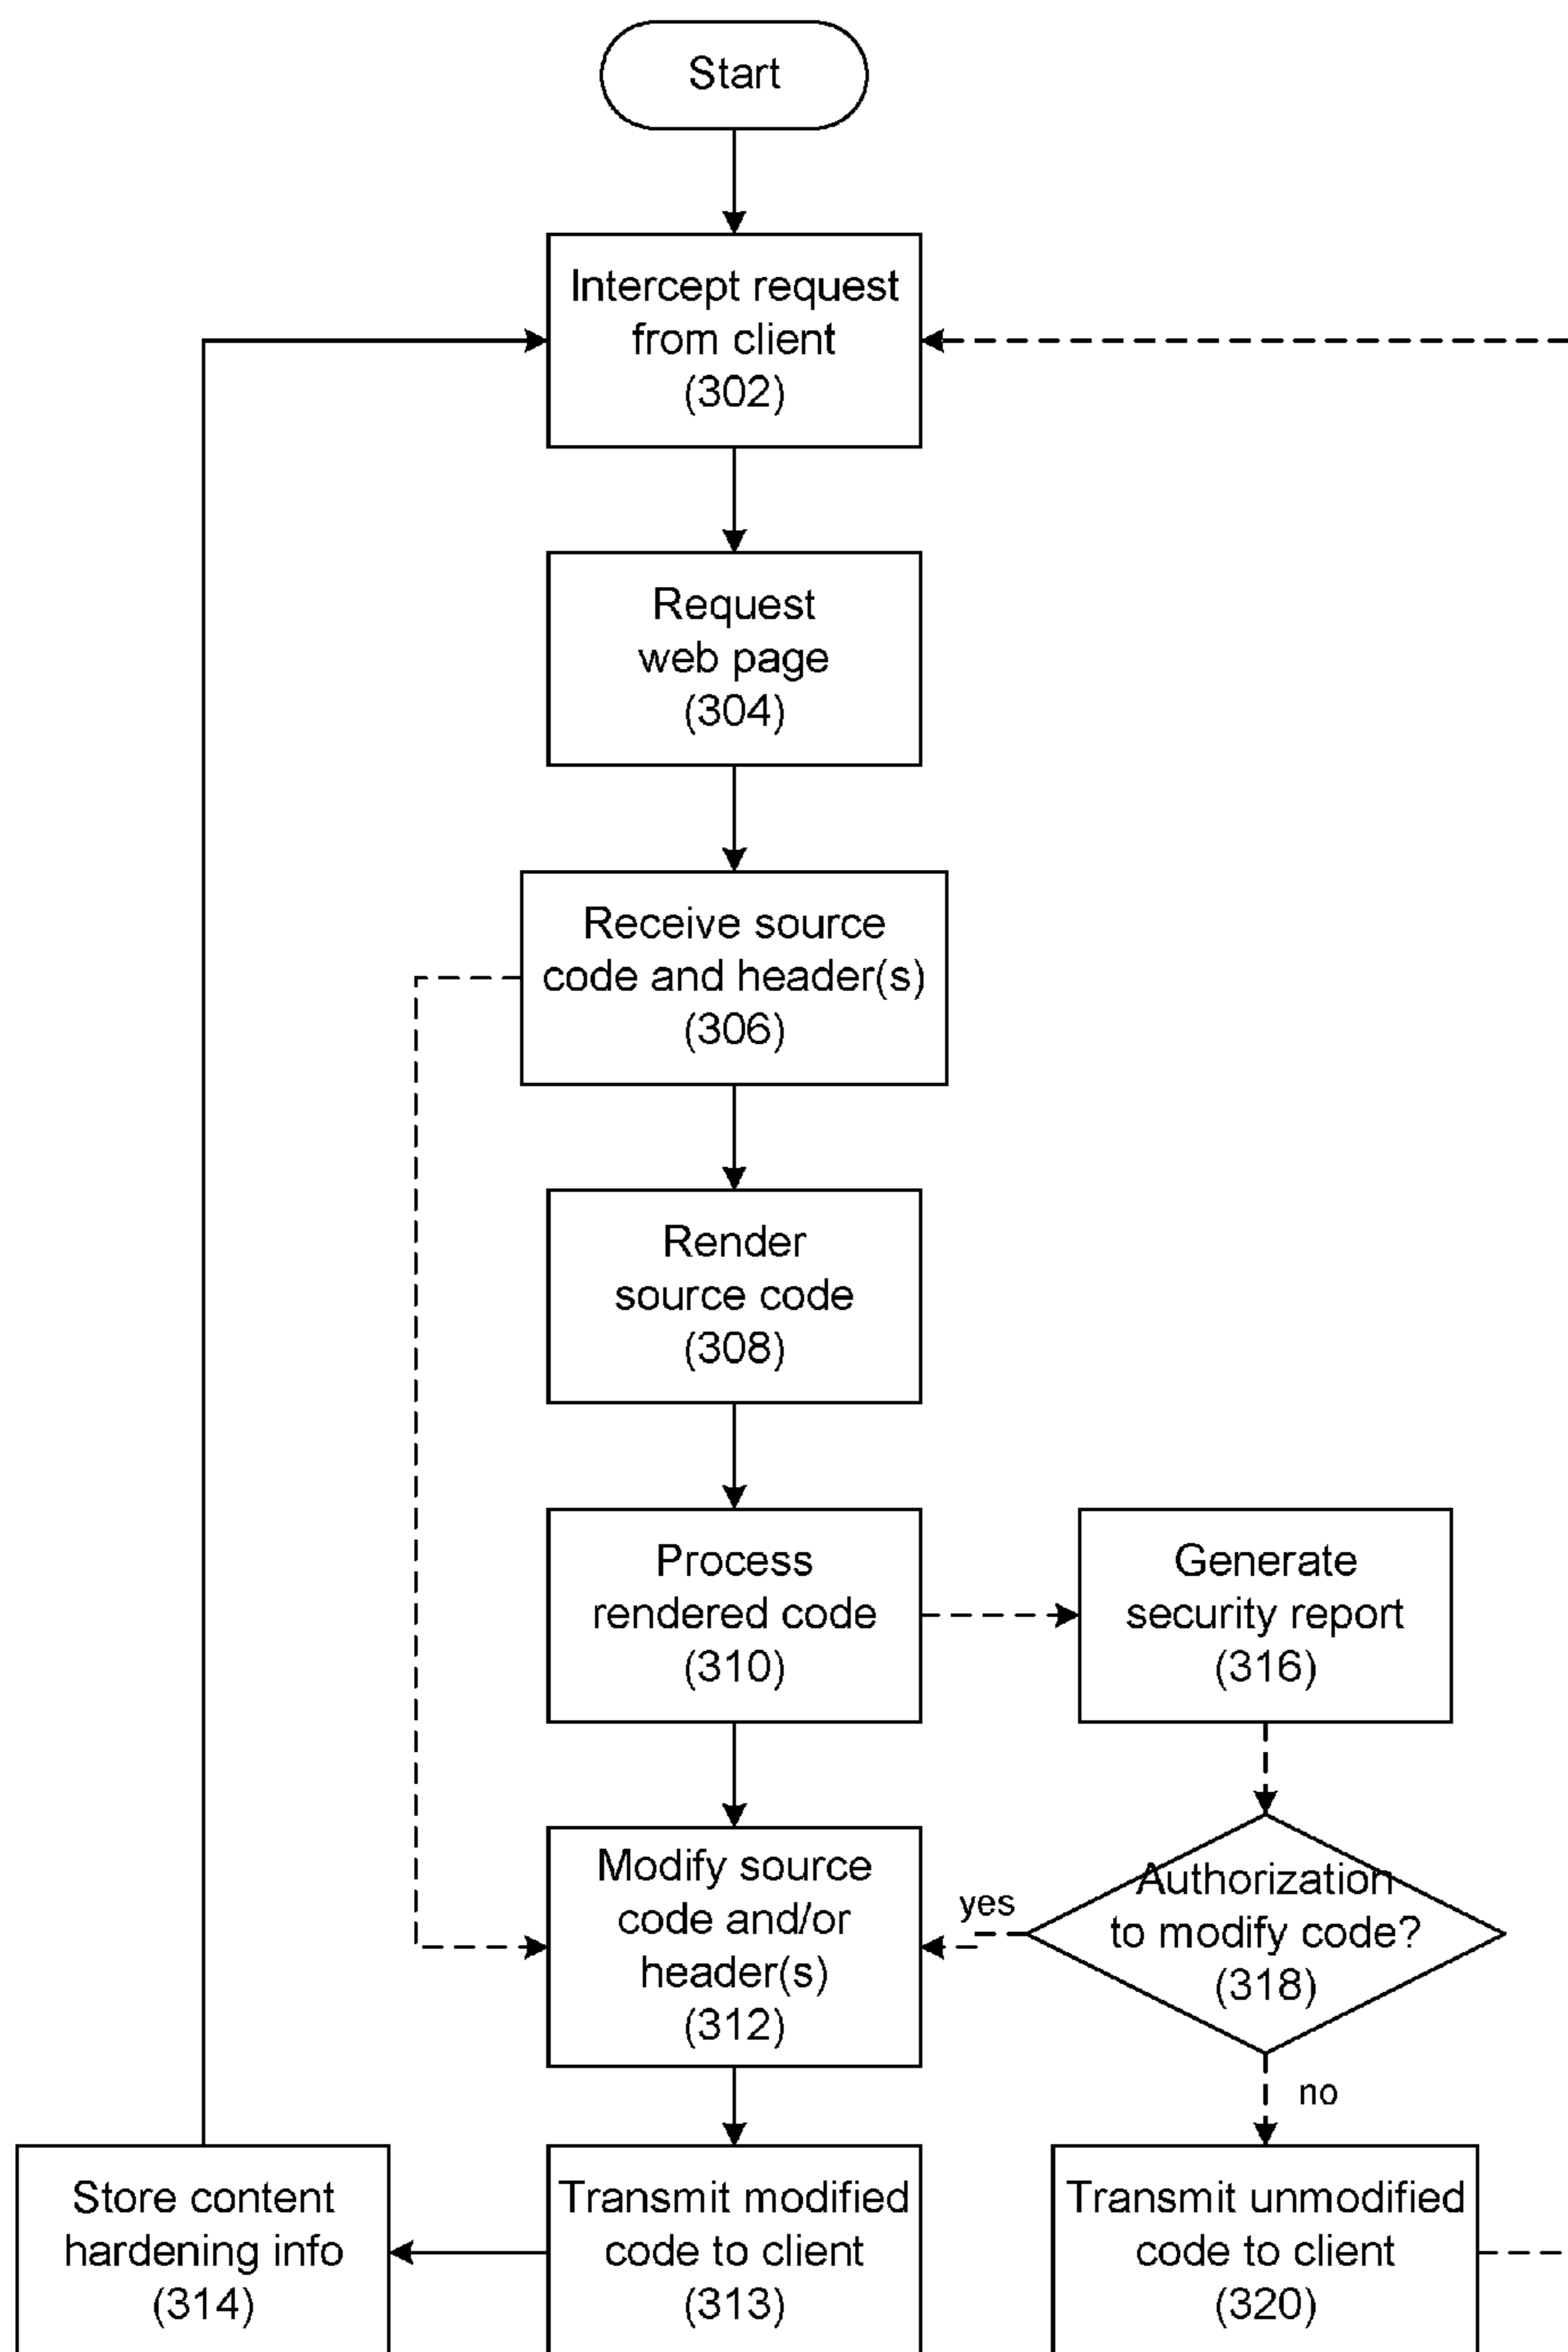 Start
Intercept request
from client
(302)
Request
web page
(304)
Receive source
code and header(s)
(306)
Render
source code
(308)
Process
rendered code
(310)
Generate
security report
(316)
Modify source
code and/or
header(s)
(312)
yes
Authorization
to modify code?
(318)
no
Store content
hardening info
(314)
Transmit modified
code to client
(313)
Transmit unmodified
code to client
(320)